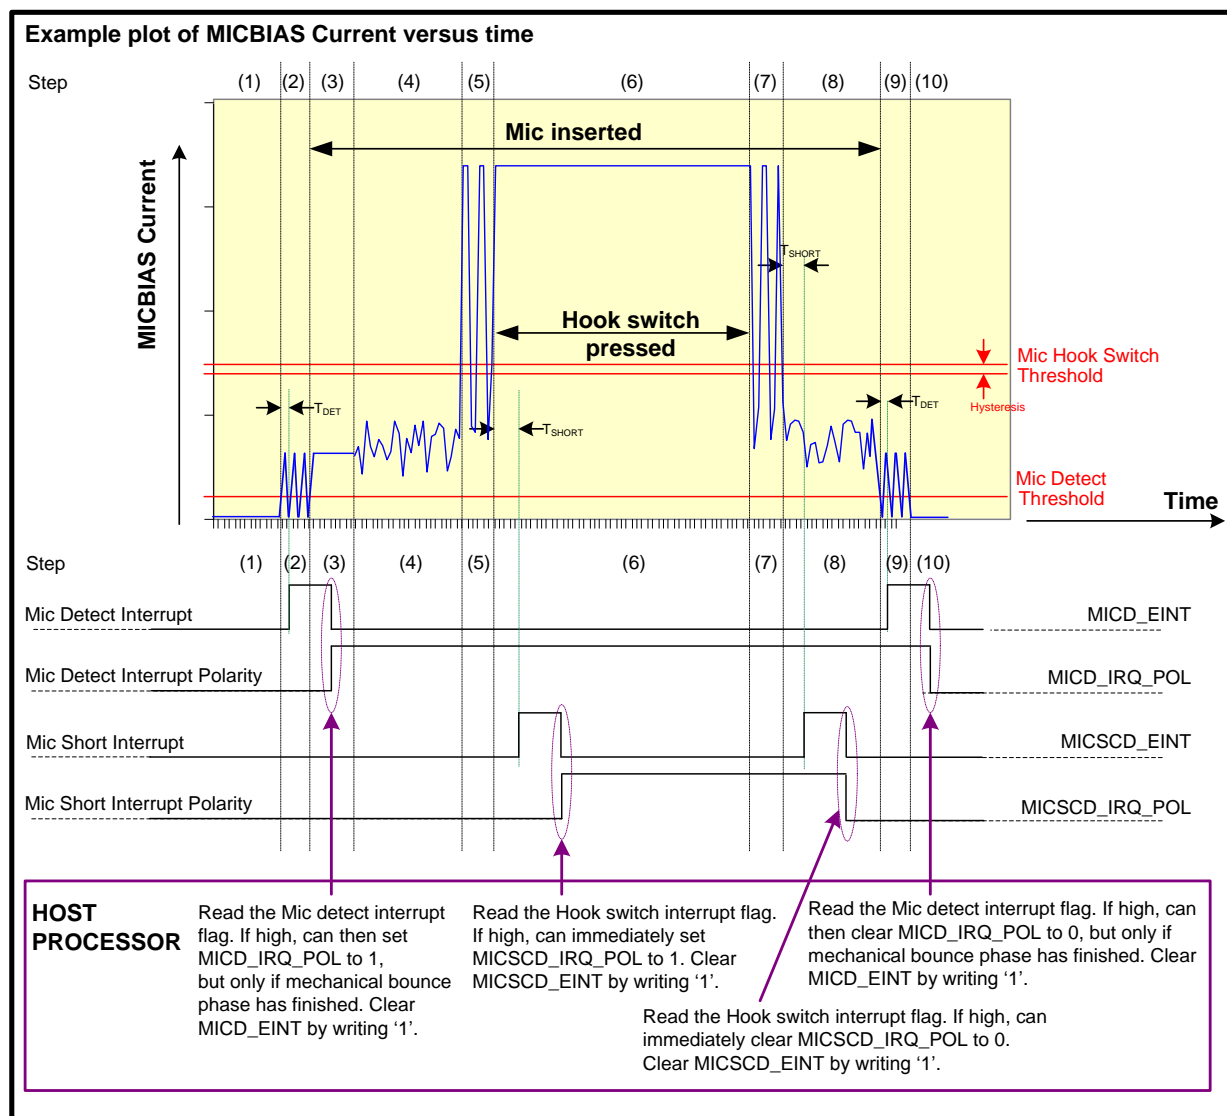 Example plot of MICBIAS Current versus time
Step (1) (2) (3) (4) (5) (6) (7) (8) (9) (10)
Mic inserted
MICBIAS Current
TSHORT
Hook switch
pressed
Mic Hook Switch
Threshold
Hysteresis
TDET
TDET
TSHORT
Mic Detect
Threshold
Time
Step (1) (2) (3) (4) (5) (6) (7) (8) (9) (10)
Mic Detect Interrupt MICD_EINT
Mic Detect Interrupt Polarity MICD_IRQ_POL
Mic Short Interrupt MICSCD_EINT
Mic Short Interrupt Polarity MICSCD_IRQ_POL
HOST
PROCESSOR
Read the Mic detect interrupt
flag. If high, can then set
MICD_IRQ_POL to 1,
but only if mechanical bounce
phase has finished. Clear
MICD_EINT by writing ‘1’.
Read the Hook switch interrupt flag.
If high, can immediately set
MICSCD_IRQ_POL to 1. Clear
MICSCD_EINT by writing ‘1’.
Read the Mic detect interrupt flag. If high, can
then clear MICD_IRQ_POL to 0, but only if
mechanical bounce phase has finished. Clear
MICD_EINT by writing ‘1’.
Read the Hook switch interrupt flag. If high, can
immediately clear MICSCD_IRQ_POL to 0.
Clear MICSCD_EINT by writing ‘1’.